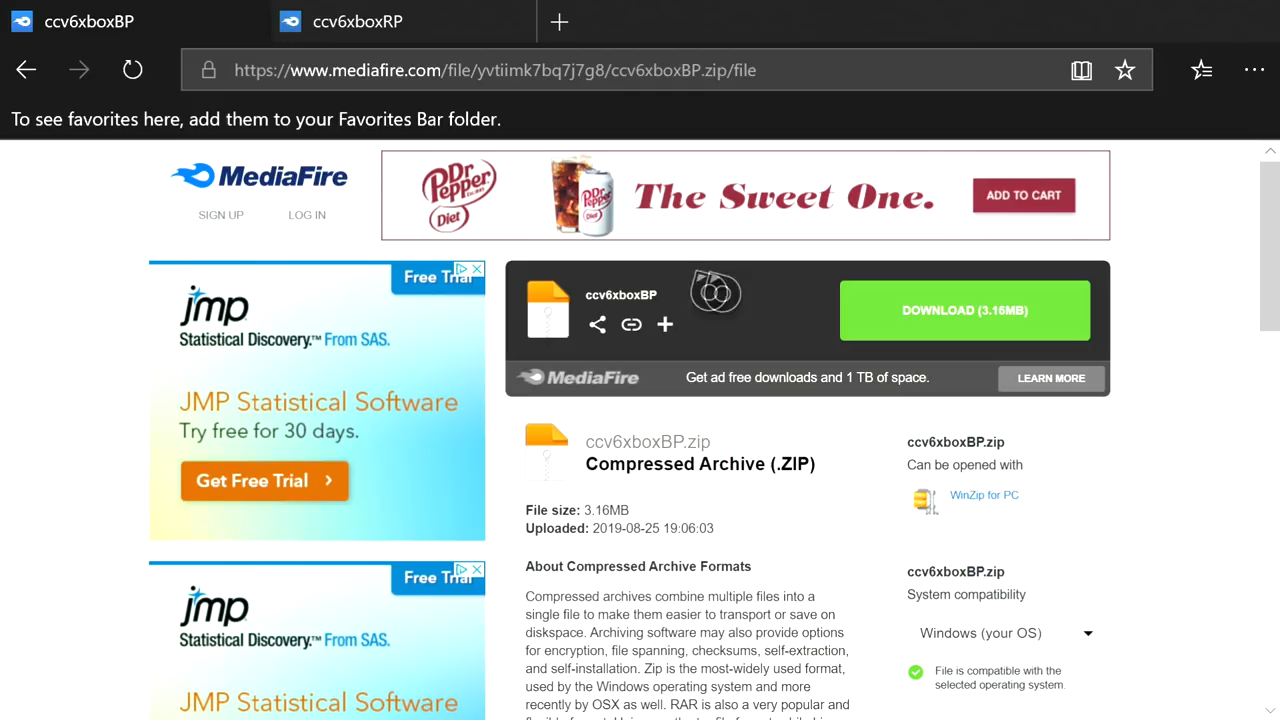 ccv6xboxBP
ccv6xboxRP
https://www.mediafire.com/file/yvtiimk7bq7j7g8/ccv6xboxBP.zip/file
To see favorites here, add them to your Favorites Bar folder.
MediaFire
SIGN UP
LOG IN
Dr Pepper
Diet
The Sweet One.
ADD TO CART
Free Trial
jmp
Statistical Discovery.™ From SAS.
JMP Statistical Software
Try free for 30 days.
Get Free Trial
ccv6xboxBP
DOWNLOAD (3.16MB)
MediaFire
Get ad free downloads and 1 TB of space.
LEARN MORE
ccv6xboxBP.zip
Compressed Archive (.ZIP)
File size: 3.16MB
Uploaded: 2019-08-25 19:06:03
About Compressed Archive Formats
Compressed archives combine multiple files into a
single file to make them easier to transport or save on
diskspace. Archiving software may also provide options
for encryption, file spanning, checksums, self-extraction,
and self-installation. Zip is the most-widely used format,
used by the Windows operating system and more
recently by OSX as well. RAR is also a very popular and
ccv6xboxBP.zip
Can be opened with
WinZip for PC
ccv6xboxBP.zip
System compatibility
Windows (your OS)
File is compatible with the
selected operating system.
Free Trial
jmp
Statistical Discovery.™ From SAS.
JMP Statistical Software